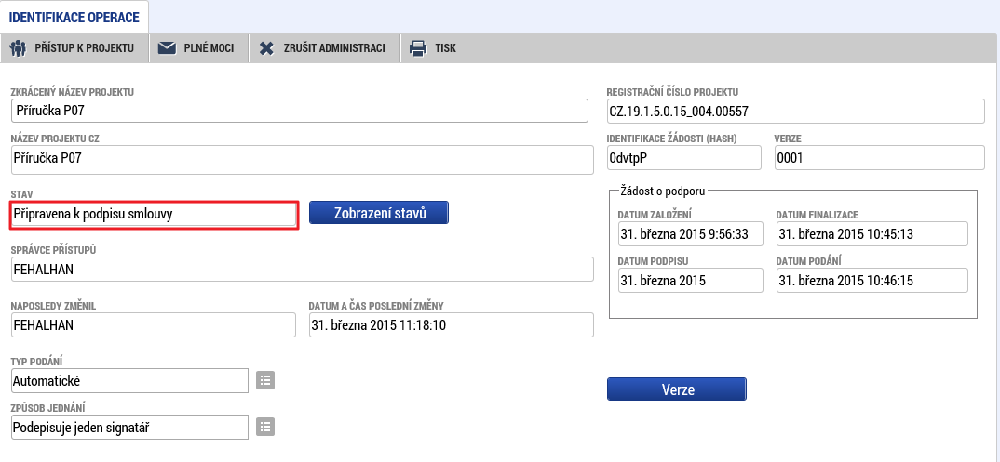 IDENTIFIKACE OPERACE
PŘÍSTUP K PROJEKTU PLNÉ MOCI ZRUŠIT ADMINISTRACI TISK
ZKRÁCENÝ NÁZEV PROJEKTU
Příručka P07
REGISTRAČNÍ ČÍSLO PROJEKTU
CZ.19.1.5.0.15_004.00557
NÁZEV PROJEKTU CZ
Příručka P07
IDENTIFIKACE ŽÁDOSTI (HASH) VERZE
0dvtpP 0001
STAV
Připravena k podpisu smlouvy
Zobrazení stavů
Žádost o podporu
DATUM ZALOŽENÍ DATUM FINALIZACE
31. března 2015 9:56:33 31. března 2015 10:45:13
DATUM PODPISU DATUM PODÁNÍ
31. března 2015 31. března 2015 10:46:15
SPRÁVCE PŘÍSTUPŮ
FEHALHAN
NAPOSLEDY ZMĚNIL DATUM A ČAS POSLEDNÍ ZMĚNY
FEHALHAN 31. března 2015 11:18:10
TYP PODÁNÍ
Automatické
Verze
ZPŮSOB JEDNÁNÍ
Podepisuje jeden signatář